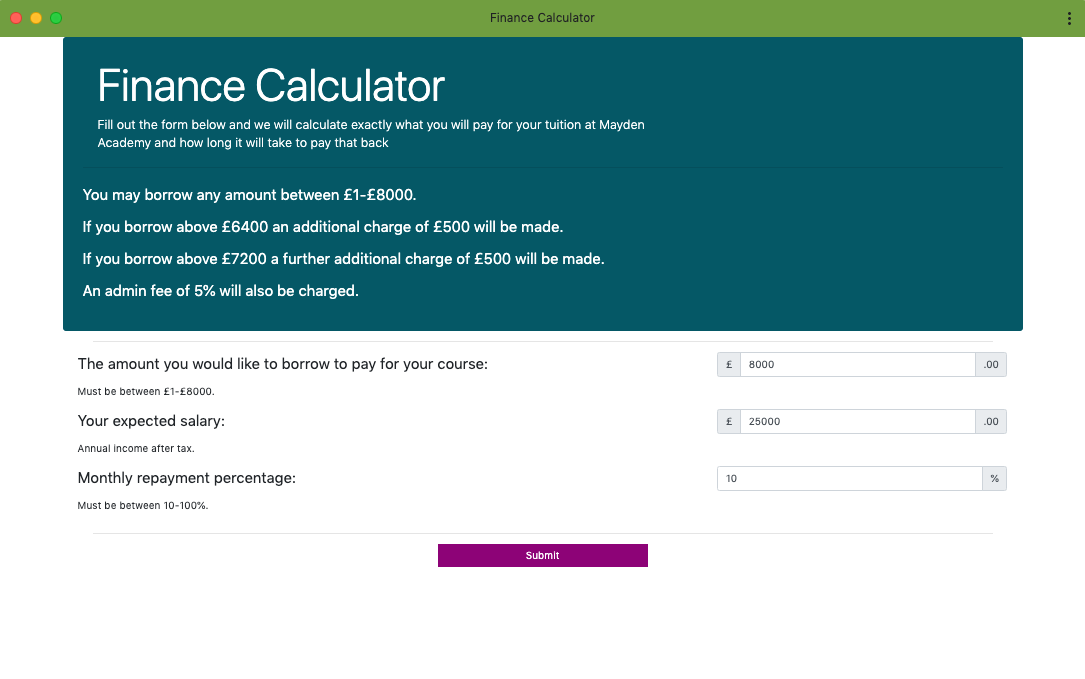 Finance Calculator
Finance Calculator
Fill out the form below and we will calculate exactly what you will pay for your tuition at Mayden
Academy and how long it will take to pay that back
You may borrow any amount between £1-£8000.
If you borrow above £6400 an additional charge of £500 will be made.
If you borrow above £7200 a further additional charge of £500 will be made.
An admin fee of 5% will also be charged.
The amount you would like to borrow to pay for your course:
£ 8000 .00
Must be between £1-£8000.
Your expected salary:
£ 25000 .00
Annual income after tax.
Monthly repayment percentage:
10 %
Must be between 10-100%.
Submit